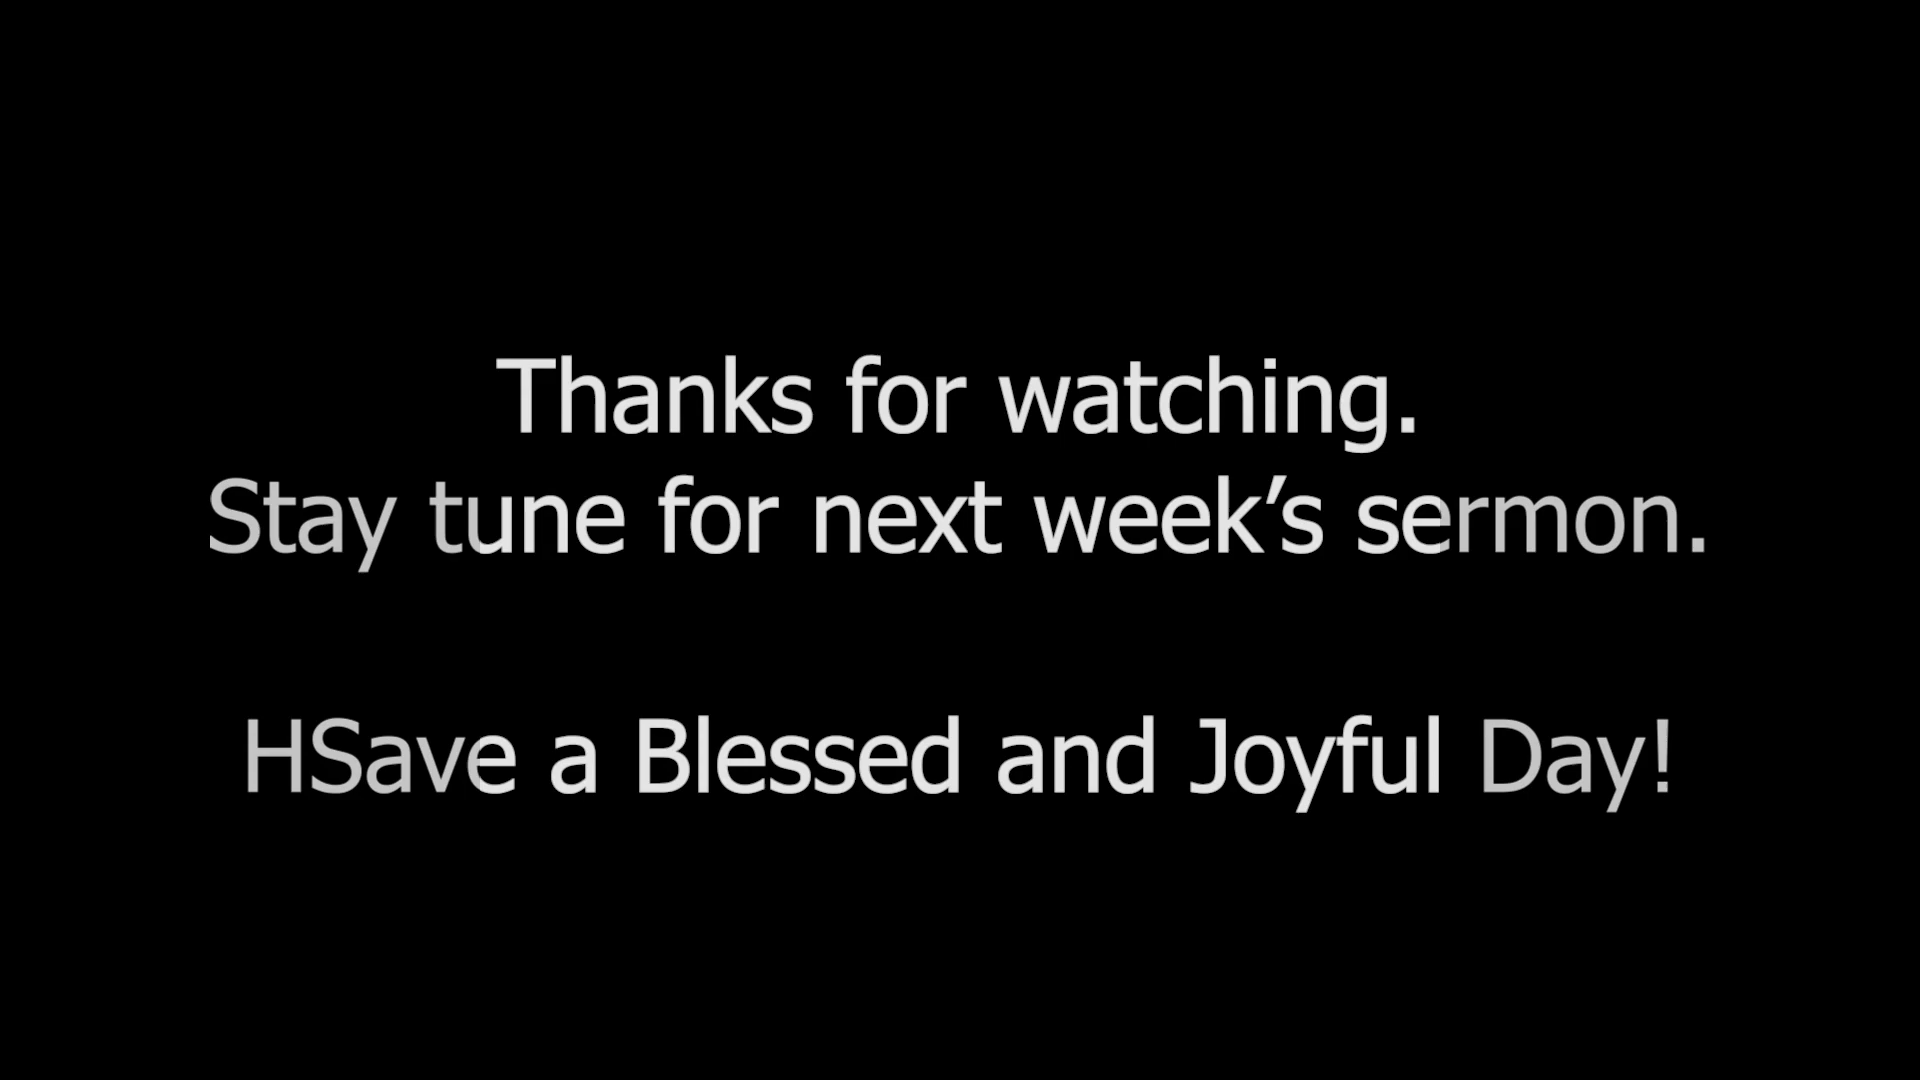 Thanks for watching.
Stay tune for next week’s sermon.
HSave a Blessed and Joyful Day!